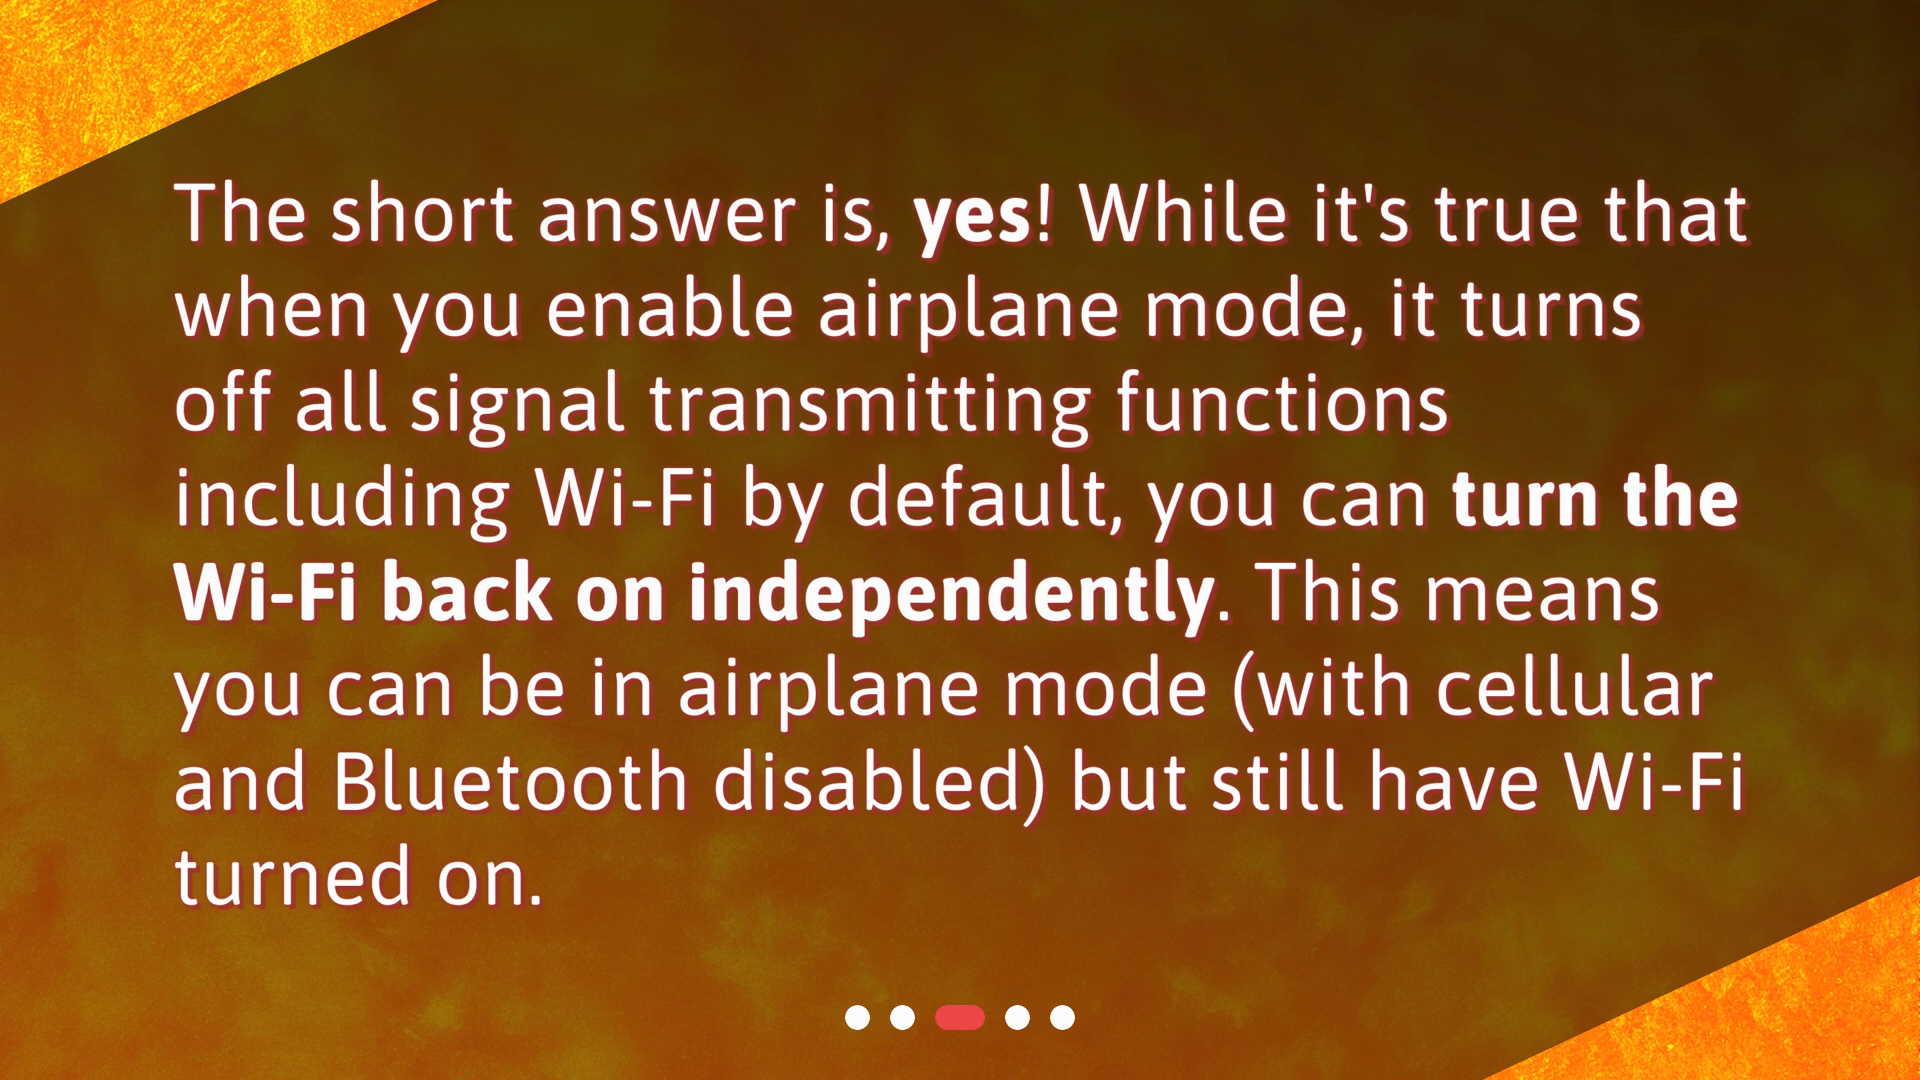 The short answer is, yes! While it's true that
when you enable airplane mode, it turns
off all signal transmitting functions
including Wi-Fi by default, you can turn the
Wi-Fi back on independently. This means
you can be in airplane mode (with cellular
and Bluetooth disabled) but still have Wi-Fi
turned on.